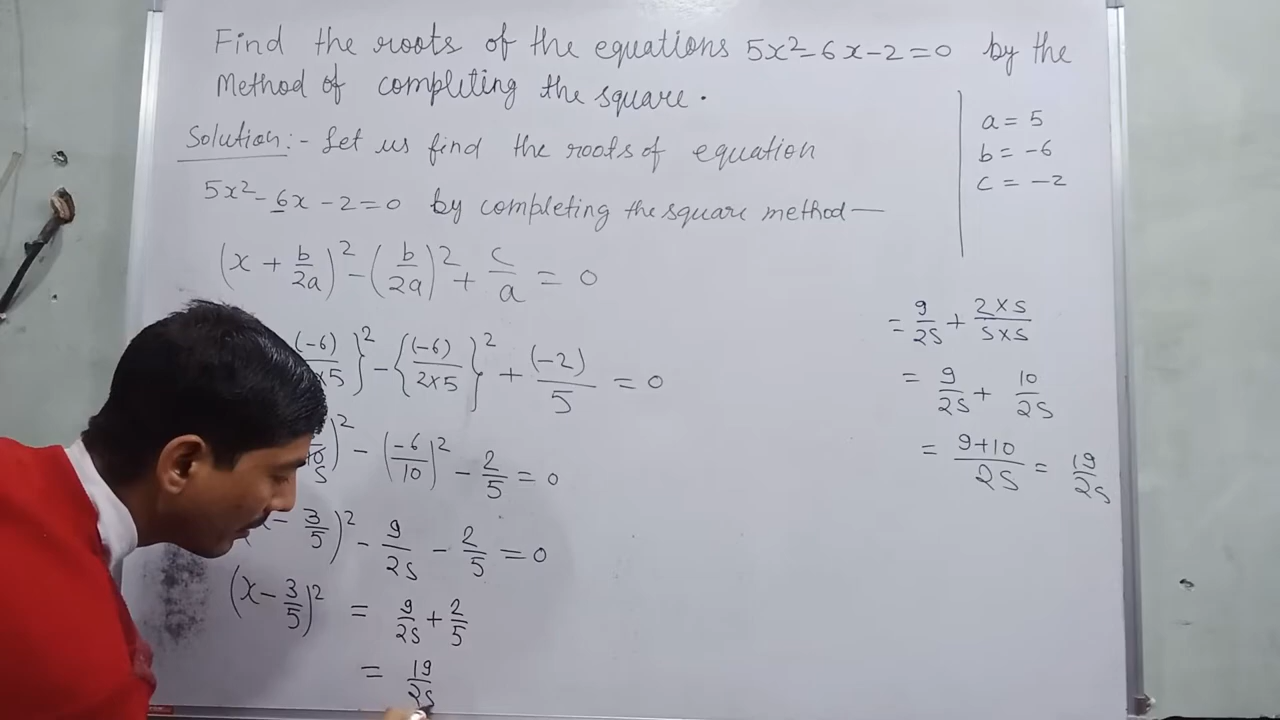 Find the roots of the equations 5x²-6x-2=0 by the
Method of completing the square.
Solution:- Let us find the roots of equation
5x²-6x-2=0 by completing the square method—
(x + b/2a)² - (b/2a)² + c/a = 0
(-6)/×5}² - {(-6)/2×5}² + (-2)/5 = 0
)² - (-6/10)² - 2/5 = 0
- 3/5)² - 9/25 - 2/5 = 0
(x - 3/5)² = 9/25 + 2/5
= 19/25
a = 5
b = -6
c = -2
= 9/25 + 2×5/5×5
= 9/25 + 10/25
= 9+10/25 = 19/25